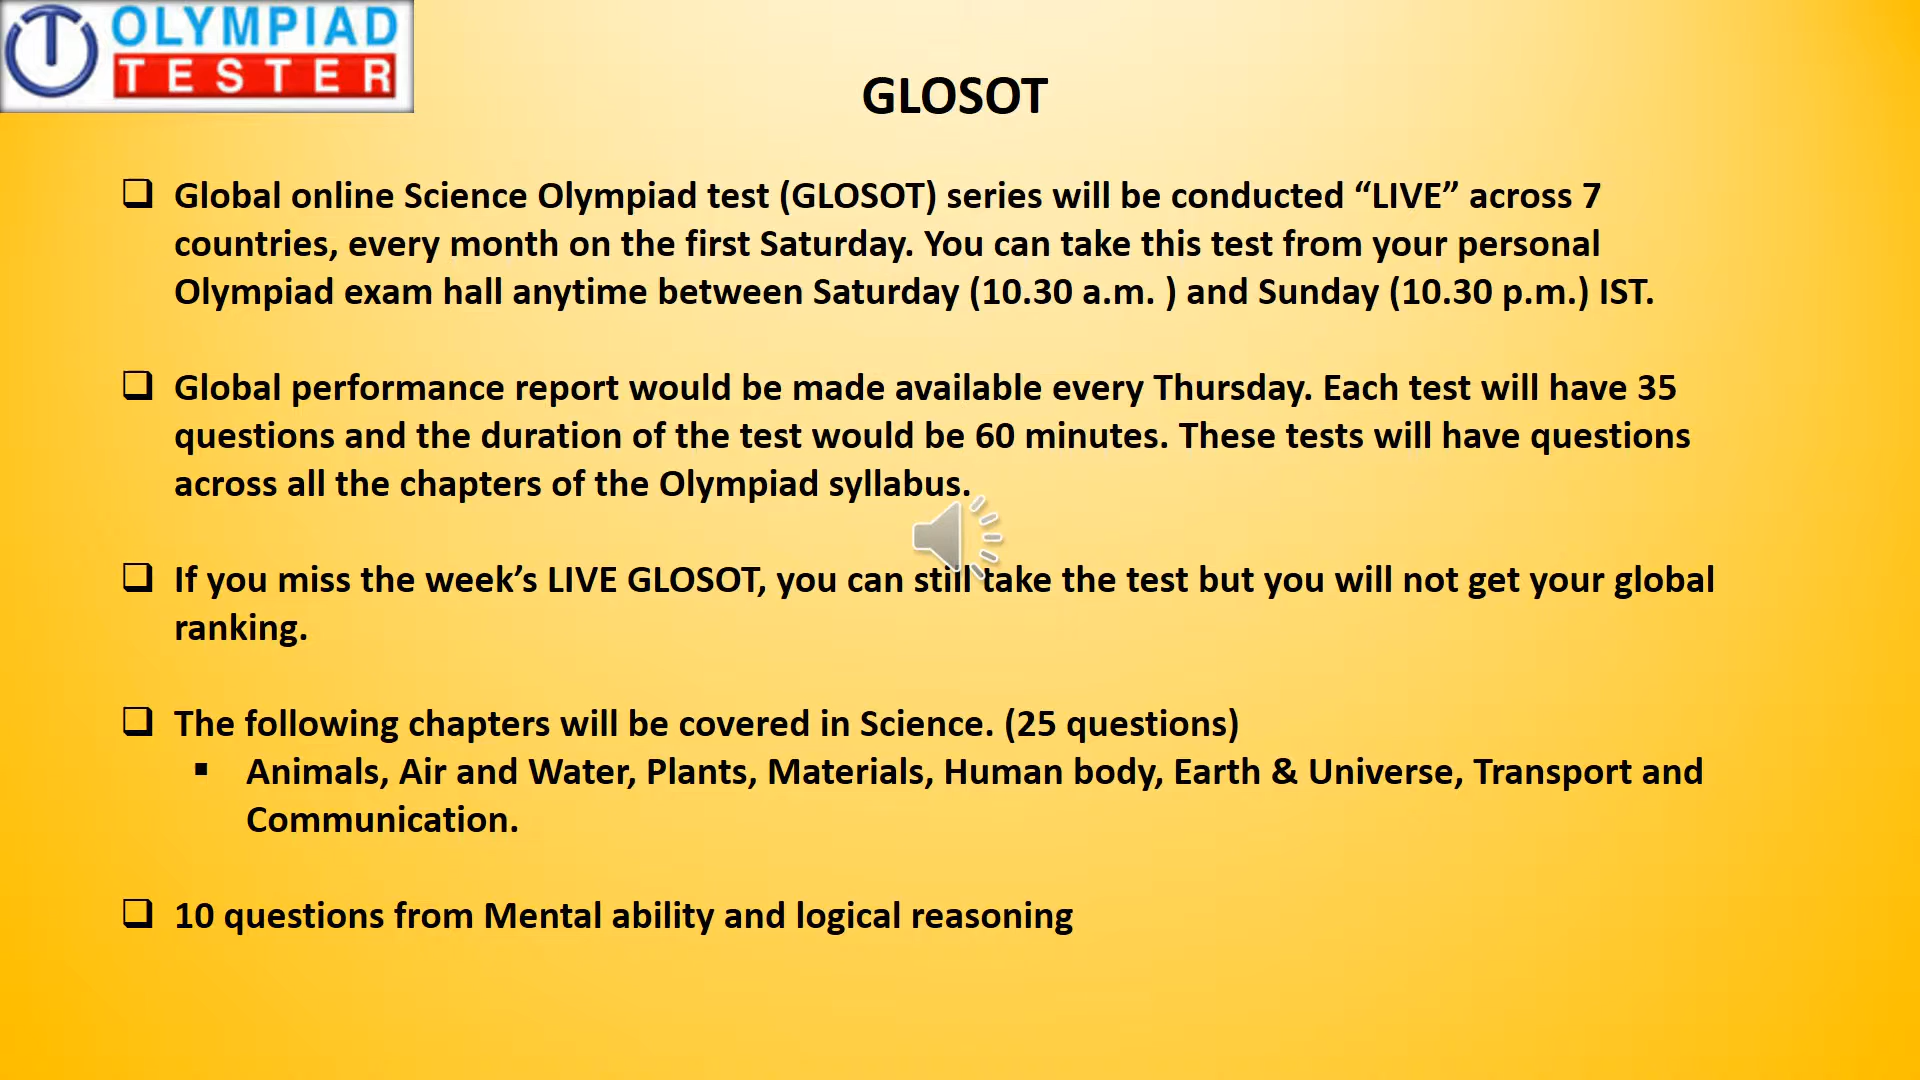 OLYMPIAD
TESTER
GLOSOT
Global online Science Olympiad test (GLOSOT) series will be conducted “LIVE” across 7
countries, every month on the first Saturday. You can take this test from your personal
Olympiad exam hall anytime between Saturday (10.30 a.m. ) and Sunday (10.30 p.m.) IST.
Global performance report would be made available every Thursday. Each test will have 35
questions and the duration of the test would be 60 minutes. These tests will have questions
across all the chapters of the Olympiad syllabus.
If you miss the week’s LIVE GLOSOT, you can still take the test but you will not get your global
ranking.
The following chapters will be covered in Science. (25 questions)
Animals, Air and Water, Plants, Materials, Human body, Earth & Universe, Transport and
Communication.
10 questions from Mental ability and logical reasoning